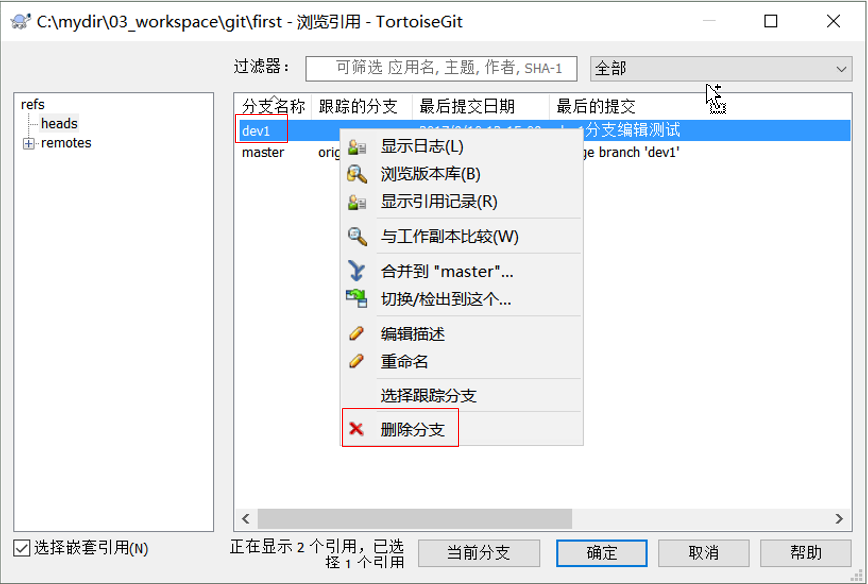 C:\mydir\03_workspace\git\first - 浏览引用 - TortoiseGit
过滤器：
可筛选 应用名, 主题, 作者, SHA-1
全部
refs
heads
remotes
分支名称 跟踪的分支 最后提交日期 最后的提交
dev1 分支编辑测试
master branch 'dev1'
显示日志(L)
浏览版本库(B)
显示引用记录(R)
与工作副本比较(W)
合并到 "master"...
切换/检出到这个...
编辑描述
重命名
选择跟踪分支
删除分支
选择嵌套引用(N)
正在显示 2 个引用，已选
择 1 个引用
当前分支
确定
取消
帮助